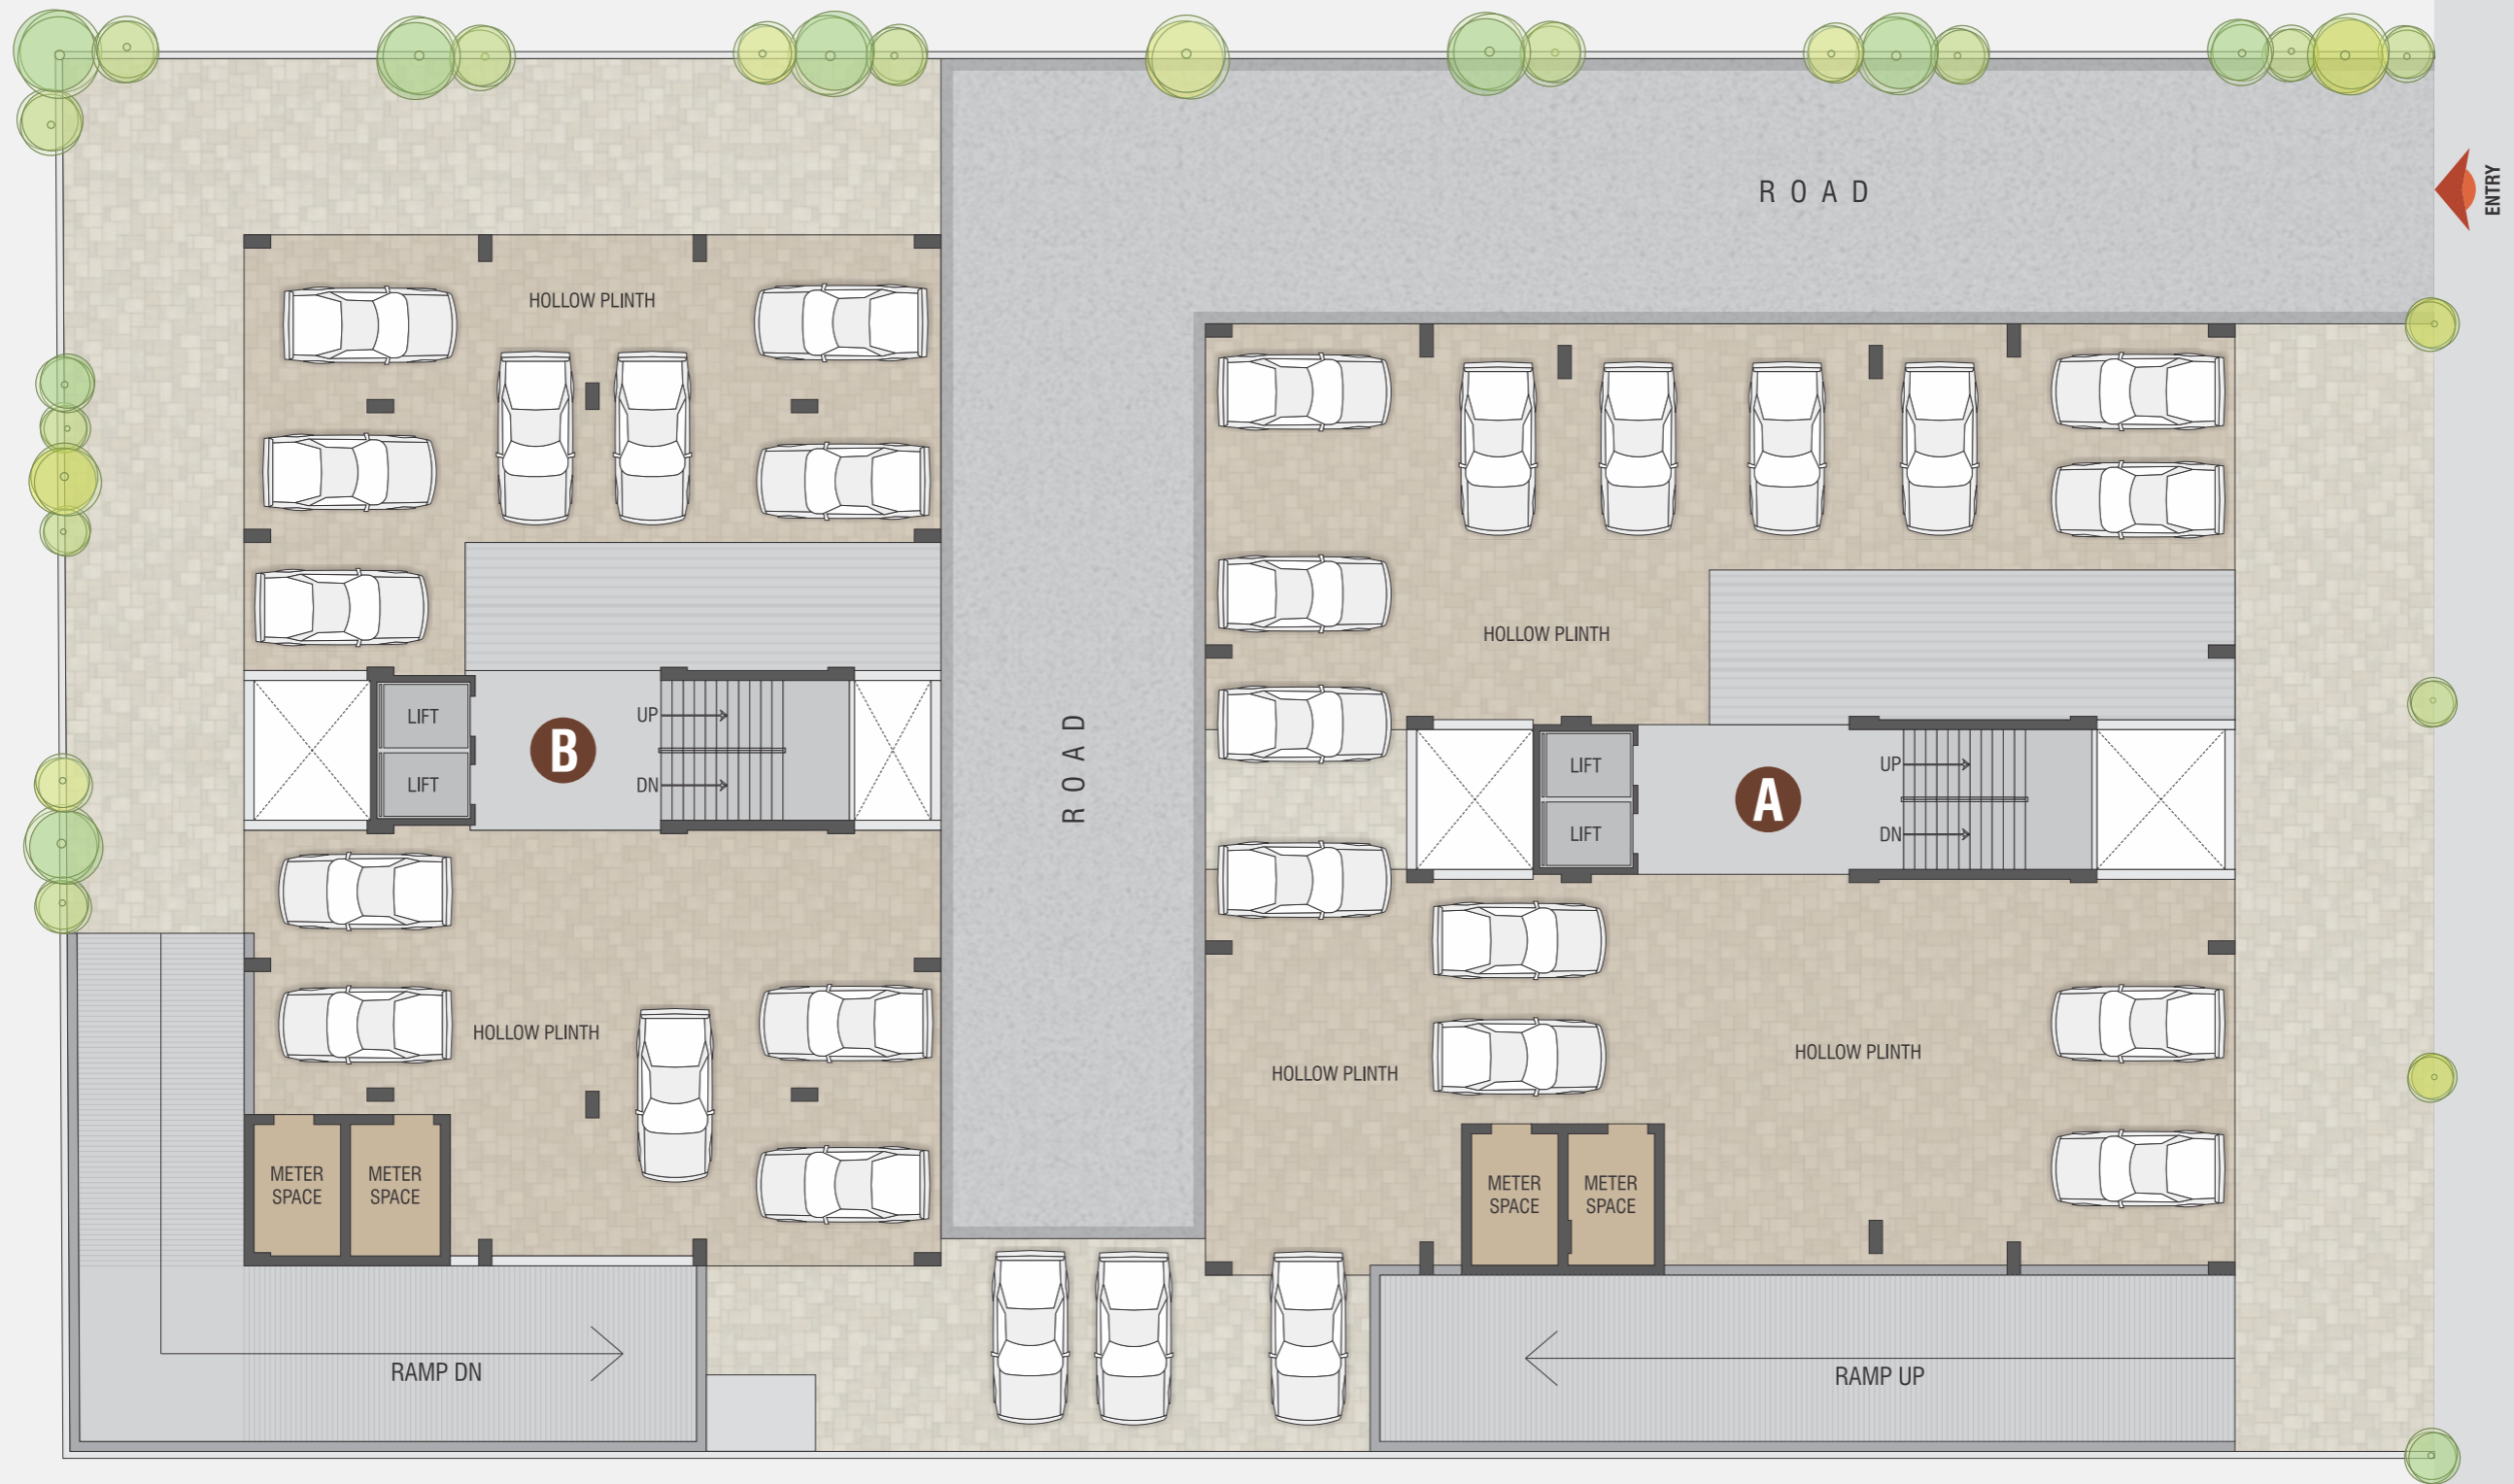 ROAD
ENTRY
HOLLOW PLINTH
HOLLOW PLINTH
LIFT
LIFT
B
UP
DN
ROAD
LIFT
LIFT
A
UP
DN
HOLLOW PLINTH
HOLLOW PLINTH
HOLLOW PLINTH
METER
SPACE
METER
SPACE
METER
SPACE
METER
SPACE
RAMP DN
RAMP UP